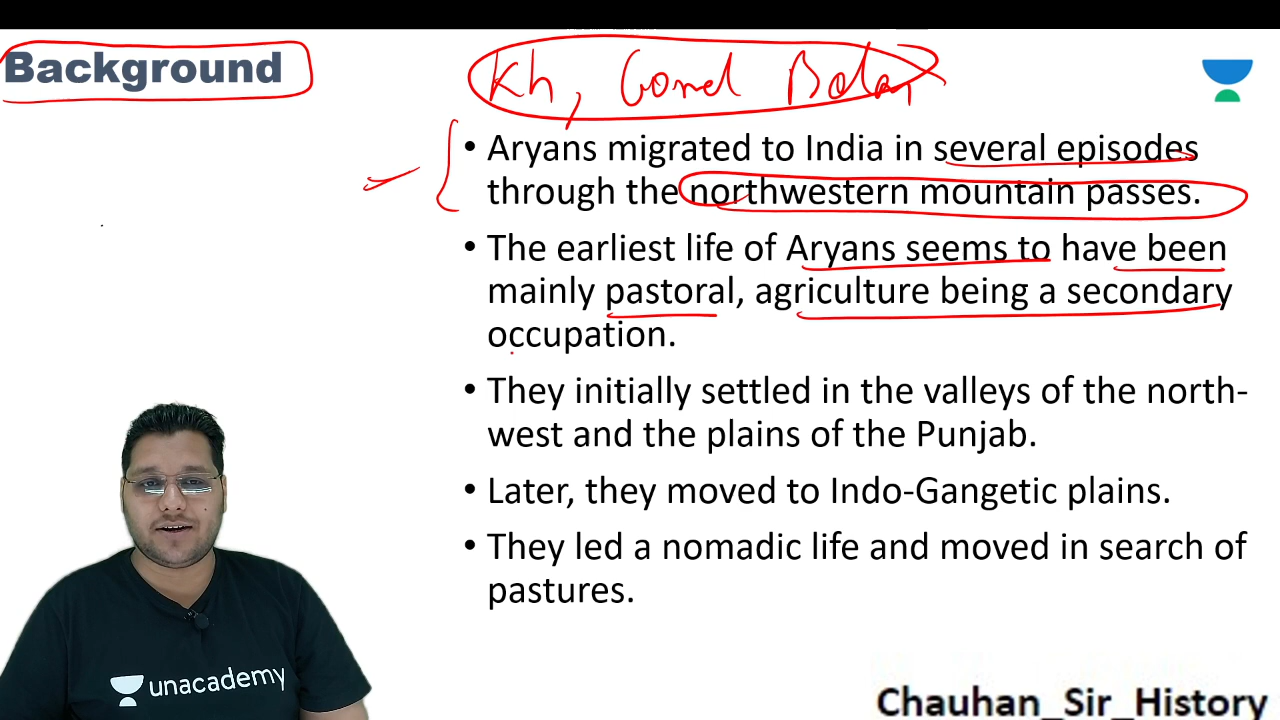 Background
Kh, Gomal Bolan
• Aryans migrated to India in several episodes
through the northwestern mountain passes.
• The earliest life of Aryans seems to have been
mainly pastoral, agriculture being a secondary
occupation.
• They initially settled in the valleys of the north-
west and the plains of the Punjab.
• Later, they moved to Indo-Gangetic plains.
• They led a nomadic life and moved in search of
pastures.
unacademy
Chauhan_Sir_History